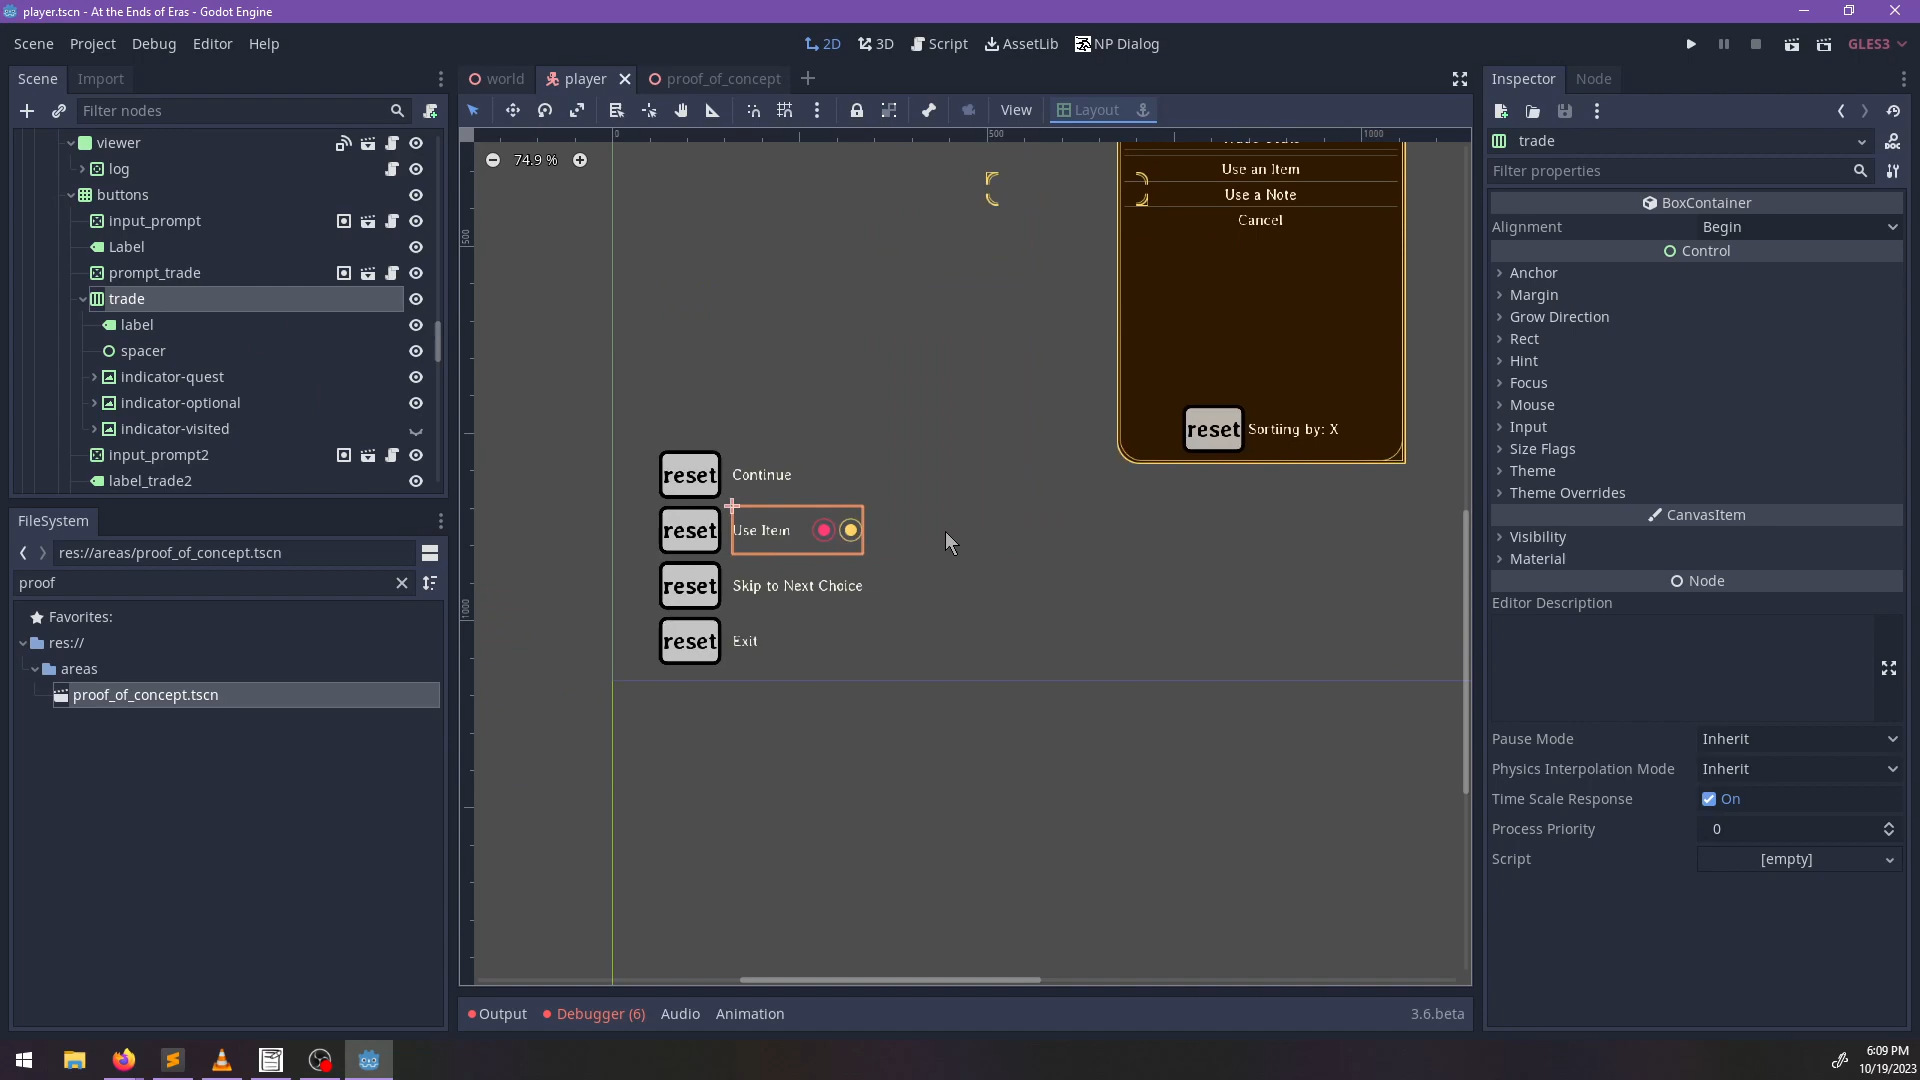 player.tscn - At the Ends of Eras - Godot Engine
Scene Project Debug Editor Help
2D 3D Script AssetLib NP Dialog
GLES3
Scene Import
world player proof_of_concept
Inspector Node
Filter nodes
View Layout
trade
Filter properties
viewer
log
buttons
input_prompt
Label
prompt_trade
trade
label
spacer
indicator-quest
indicator-optional
indicator-visited
input_prompt2
label_trade2
FileSystem
res://areas/proof_of_concept.tscn
proof
Favorites:
res://
areas
proof_of_concept.tscn
0 500 1000
74.9 %
500
1000
Use an Item
Use a Note
Cancel
reset Sortiing by: X
reset Continue
reset Use Item
reset Skip to Next Choice
reset Exit
Output Debugger (6) Audio Animation
3.6.beta
BoxContainer
Alignment Begin
Control
Anchor
Margin
Grow Direction
Rect
Hint
Focus
Mouse
Input
Size Flags
Theme
Theme Overrides
CanvasItem
Visibility
Material
Node
Editor Description
Pause Mode Inherit
Physics Interpolation Mode Inherit
Time Scale Response On
Process Priority 0
Script [empty]
6:09 PM
10/19/2023